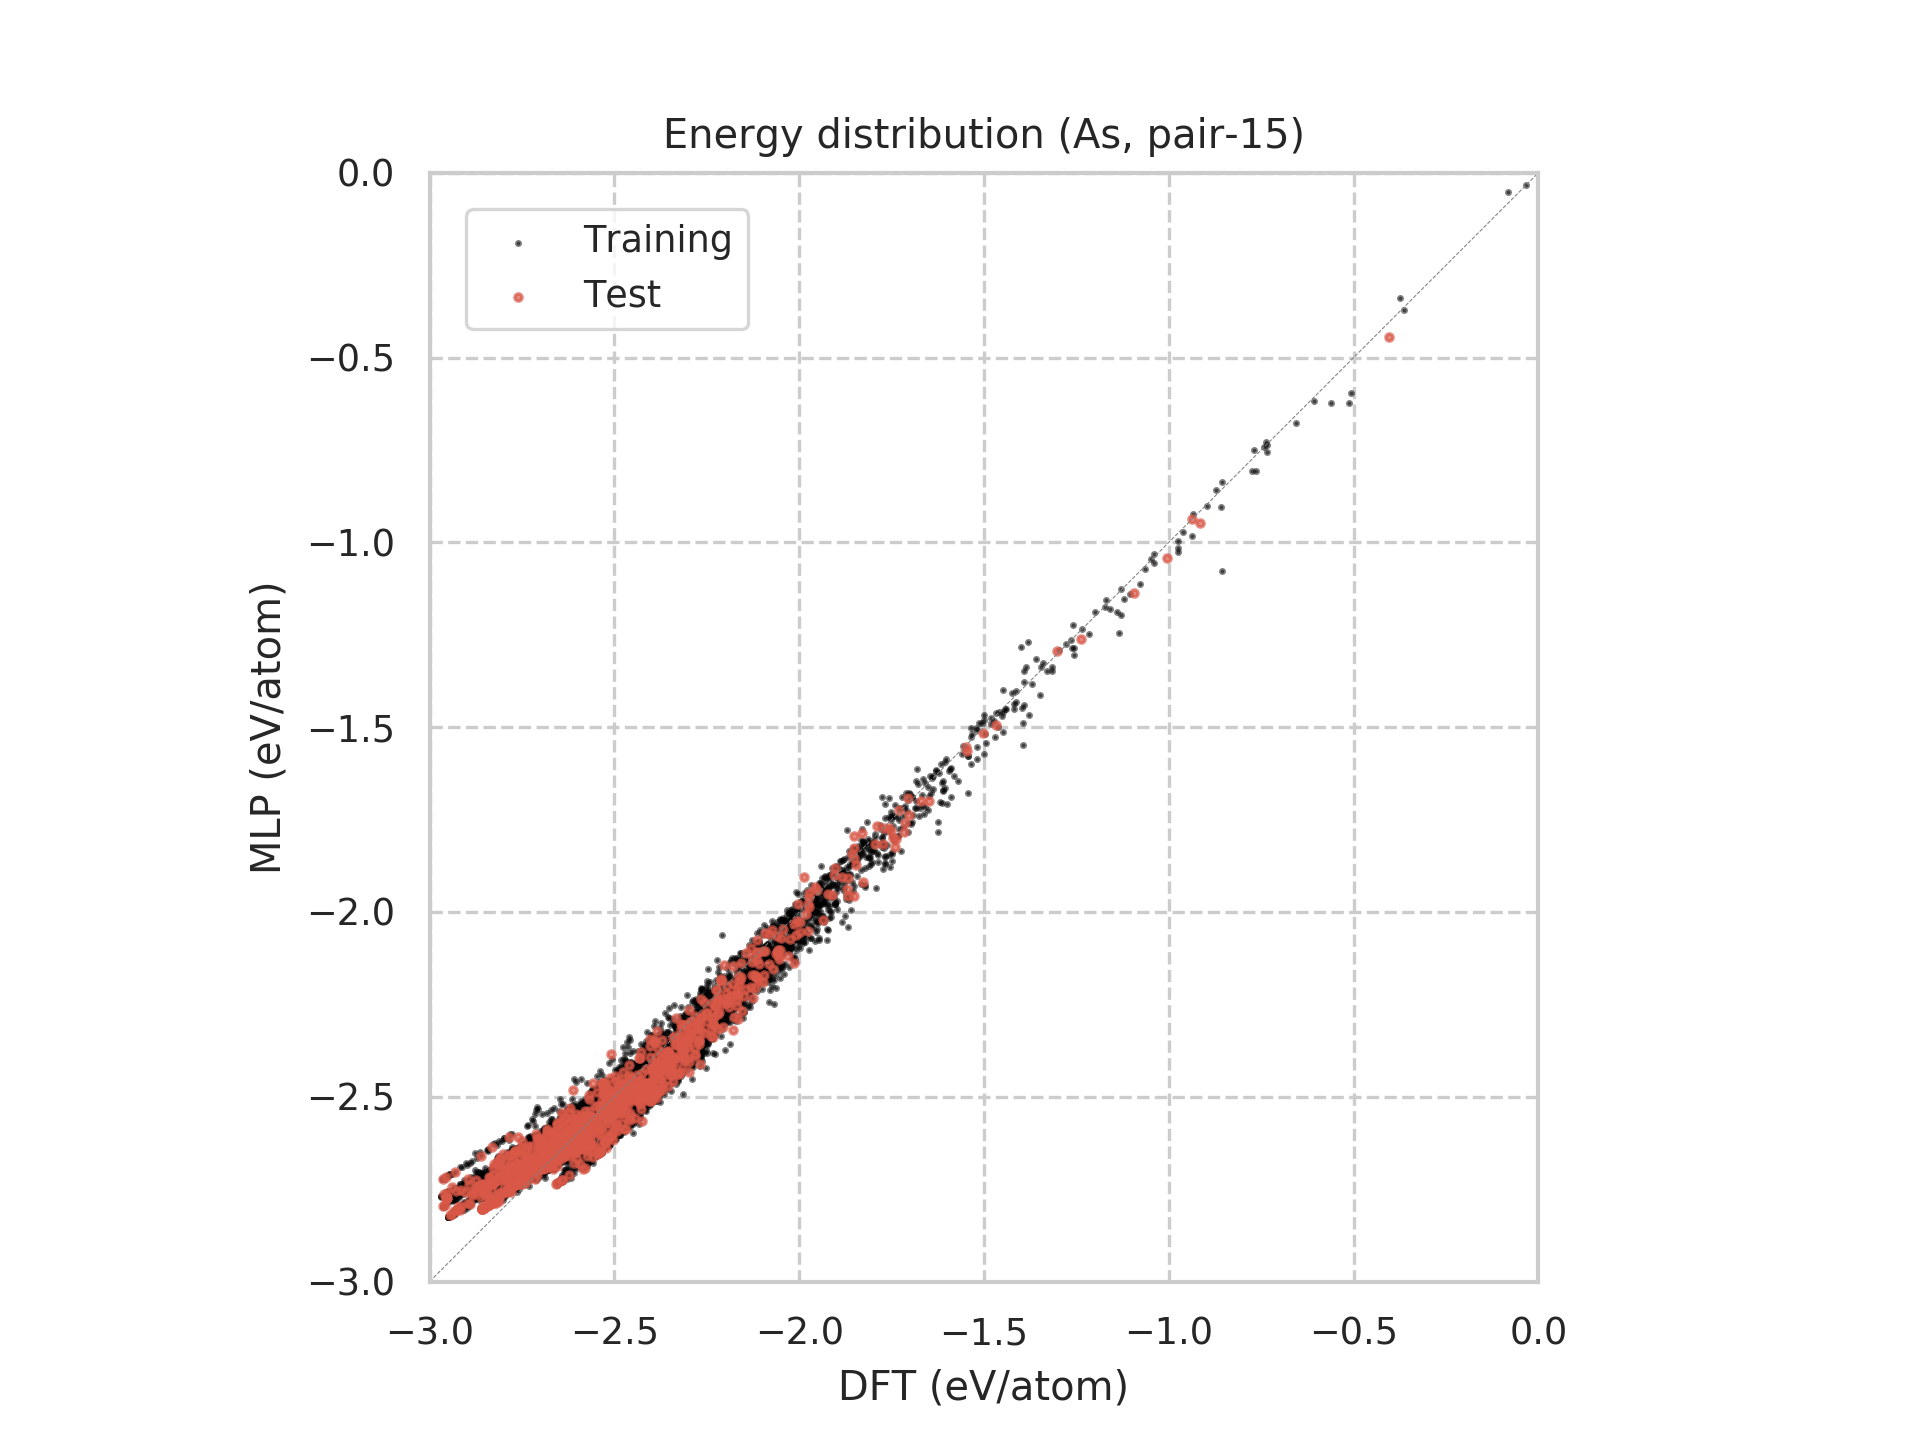 Energy distribution (As, pair-15)
0.0
−0.5
−1.0
−1.5
−2.0
−2.5
−3.0
MLP (eV/atom)
Training
Test
−3.0 −2.5 −2.0 −1.5 −1.0 −0.5 0.0
DFT (eV/atom)